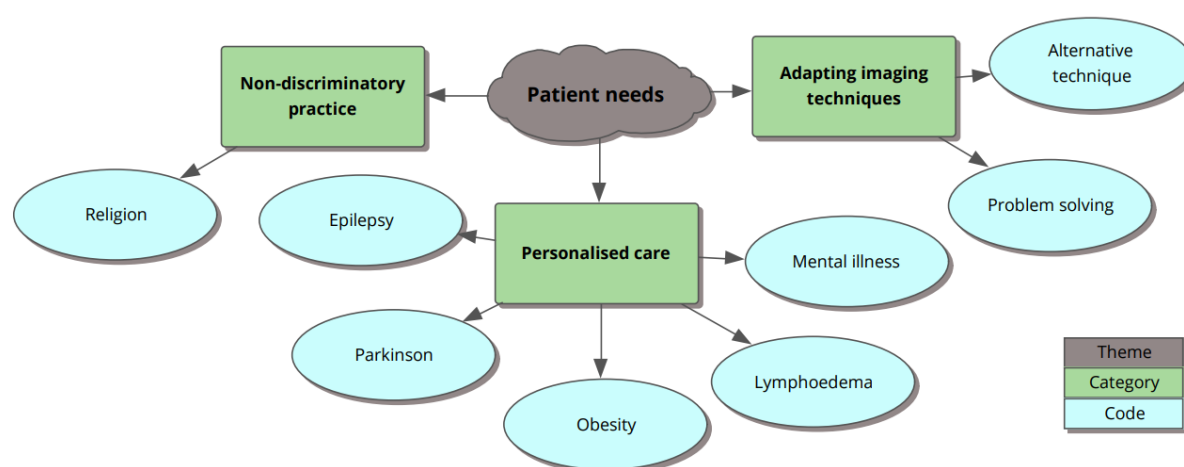 Non-discriminatory
practice
Patient needs
Adapting imaging
techniques
Alternative
technique
Religion
Epilepsy
Personalised care
Mental illness
Problem solving
Parkinson
Obesity
Lymphoedema
Theme
Category
Code